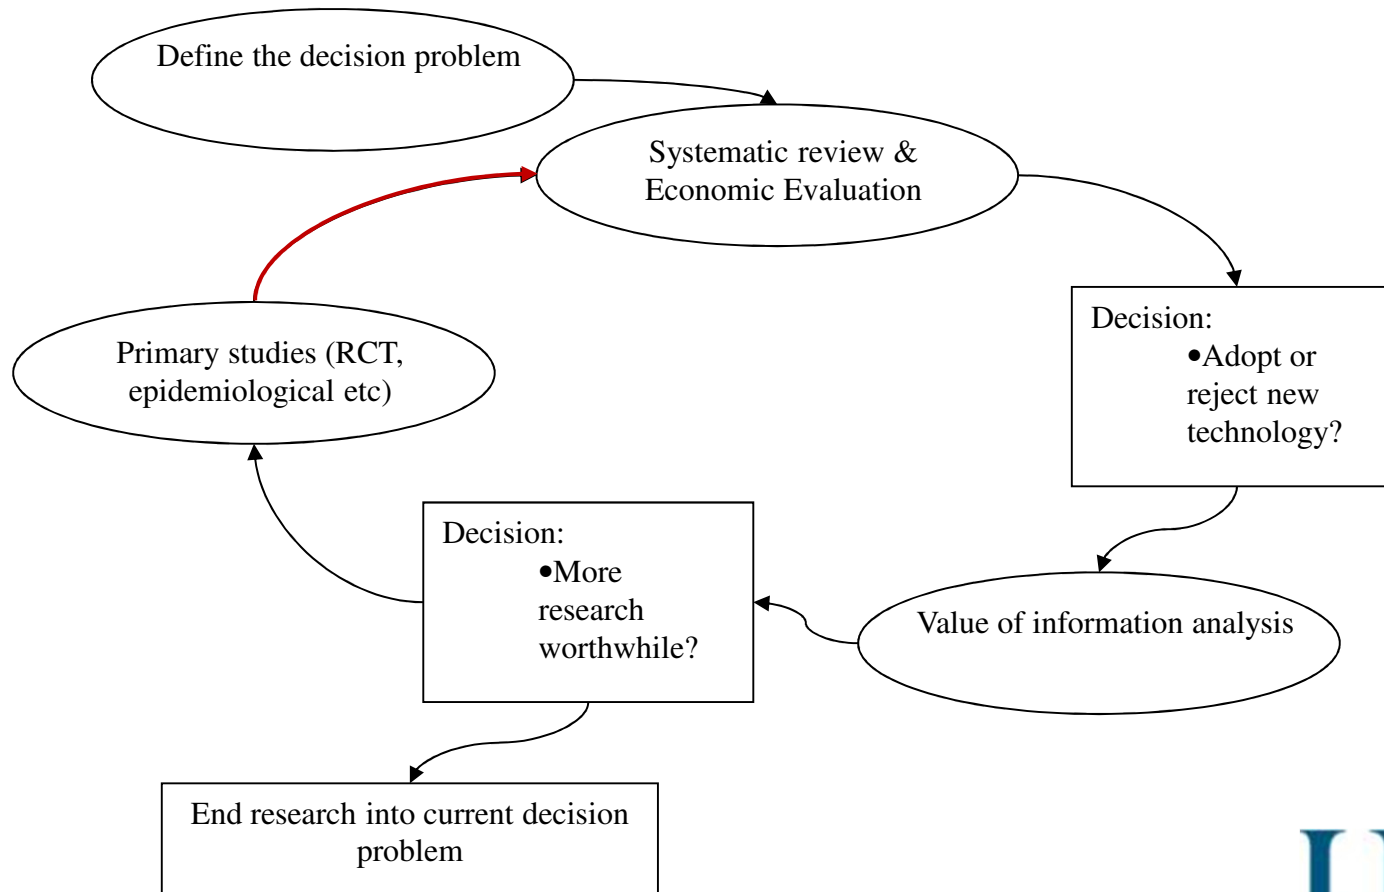 Define the decision problem
Systematic review &
Economic Evaluation
Decision:
•Adopt or
reject new
technology?
Primary studies (RCT,
epidemiological etc)
Decision:
•More
research
worthwhile?
Value of information analysis
End research into current decision
problem